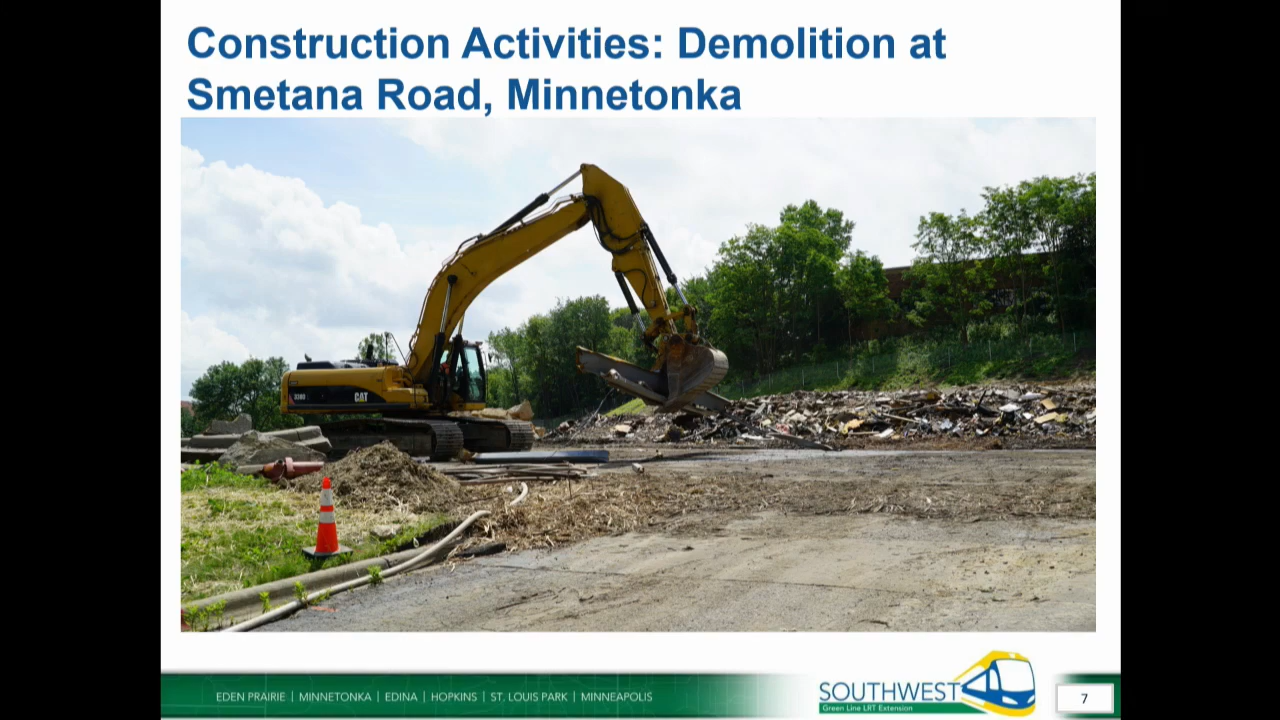 Construction Activities: Demolition at
Smetana Road, Minnetonka
330D
CAT
EDEN PRAIRIE | MINNETONKA | EDINA | HOPKINS | ST. LOUIS PARK | MINNEAPOLIS
SOUTHWEST
Green Line LRT Extension
7